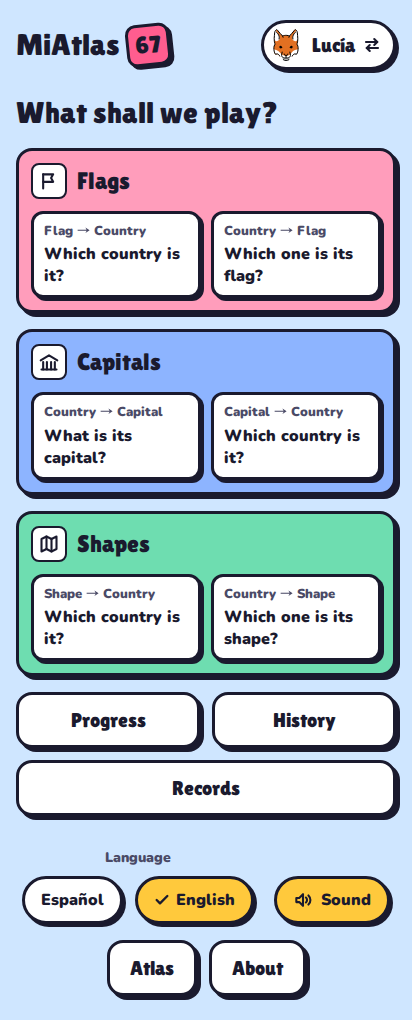 MiAtlas 67
Lucía
What shall we play?
Flags
Flag → Country
Which country is
it?
Country → Flag
Which one is its
flag?
Capitals
Country → Capital
What is its
capital?
Capital → Country
Which country is
it?
Shapes
Shape → Country
Which country is
it?
Country → Shape
Which one is its
shape?
Progress
History
Records
Language
Español
English
Sound
Atlas
About